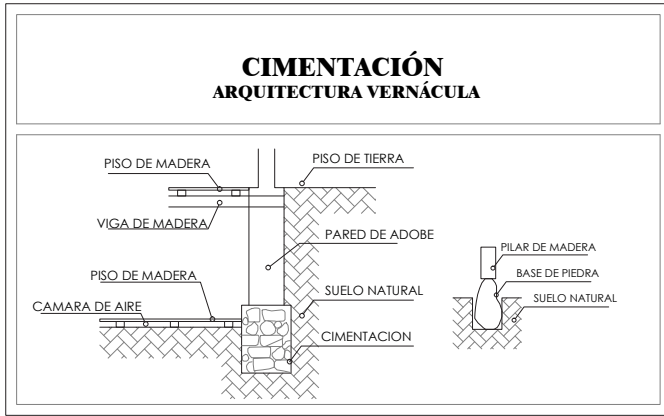 CIMENTACIÓN
ARQUITECTURA VERNÁCULA
PISO DE MADERA
PISO DE TIERRA
VIGA DE MADERA
PARED DE ADOBE
PISO DE MADERA
CAMARA DE AIRE
SUELO NATURAL
CIMENTACION
PILAR DE MADERA
BASE DE PIEDRA
SUELO NATURAL